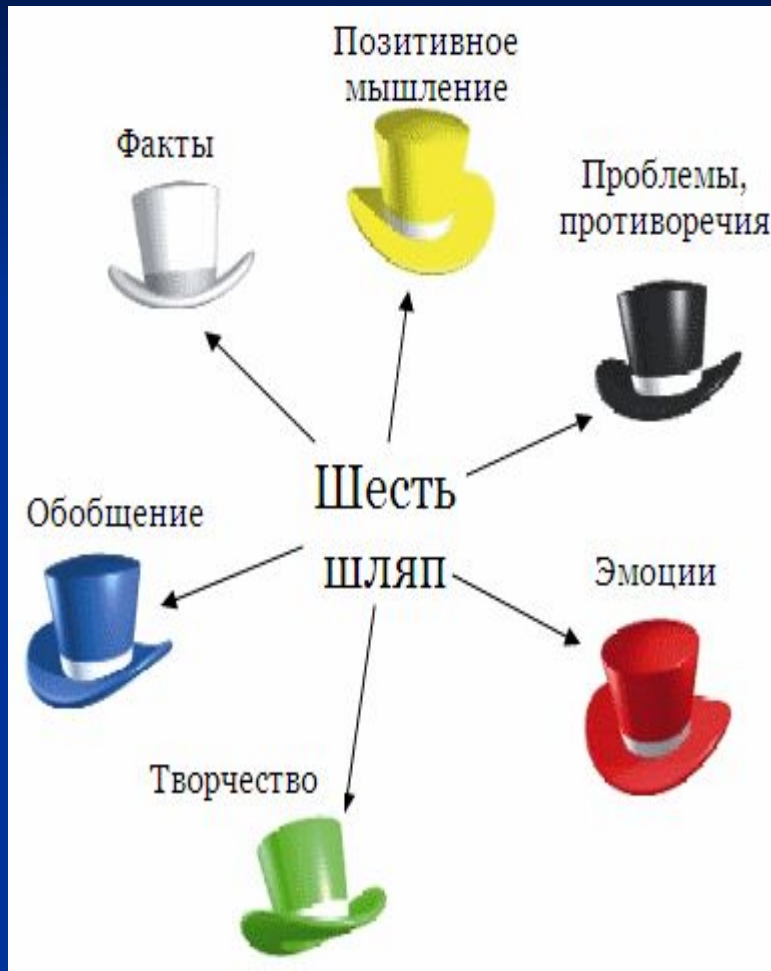 Позитивное
мышление
Факты
Проблемы,
противоречия
Шесть
шляп
Обобщение
Эмоции
Творчество